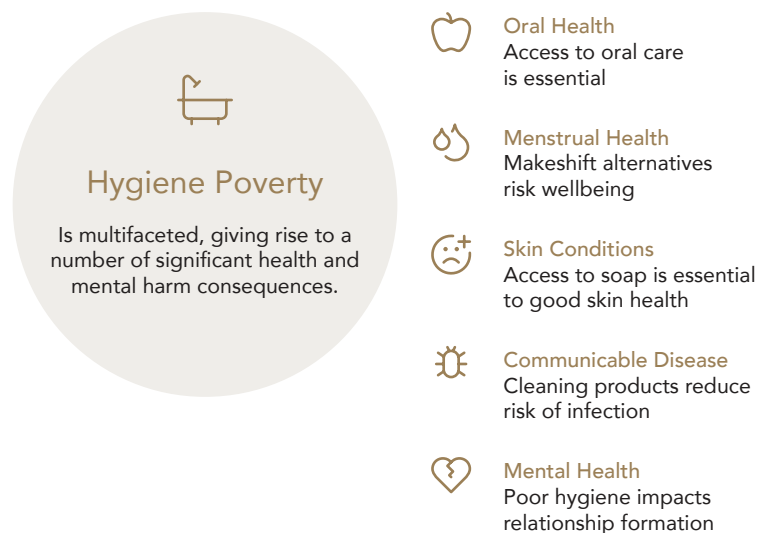 Hygiene Poverty
Is multifaceted, giving rise to a
number of significant health and
mental harm consequences.
Oral Health
Access to oral care
is essential
Menstrual Health
Makeshift alternatives
risk wellbeing
Skin Conditions
Access to soap is essential
to good skin health
Communicable Disease
Cleaning products reduce
risk of infection
Mental Health
Poor hygiene impacts
relationship formation